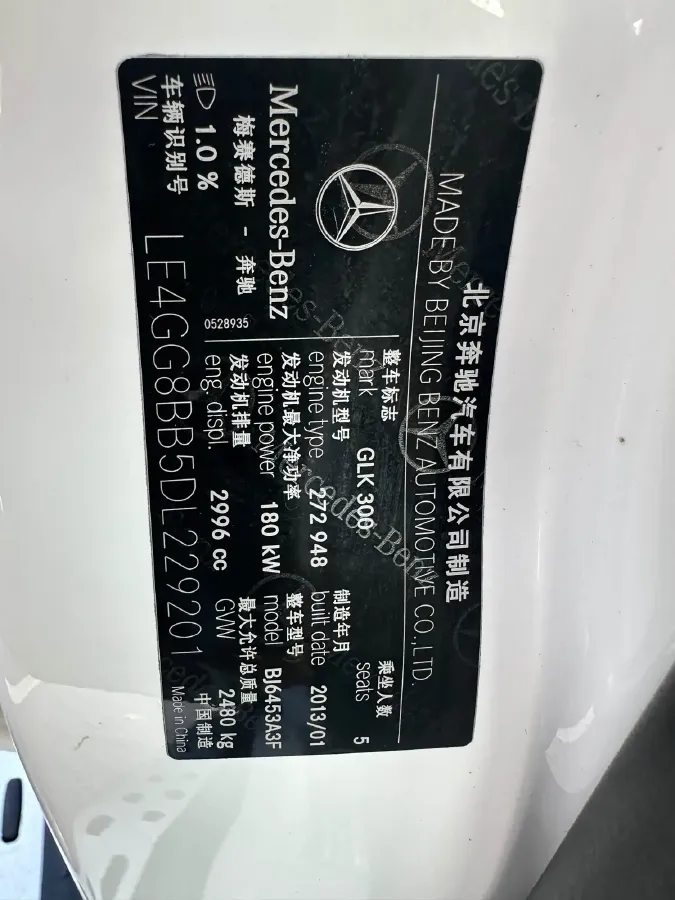 北京奔驰汽车有限公司制造
MADE BY BEIJING BENZ AUTOMOTIVE CO.,LTD.
整车标志 乘坐人数
mark GLK 300 seats 5
发动机型号 制造年月
engine type 272 948 built date 2013/01
Mercedes-Benz
梅赛德斯 - 奔驰
发动机最大净功率 整车型号
engine power 180 kW model BJ6453A3F
发动机排量 最大允许总质量
eng. displ. 2996 cc GVW 2480 kg
0528935
1.0 %
车辆识别号
VIN LE4GG8BB5DL229201
中国制造
Made in China